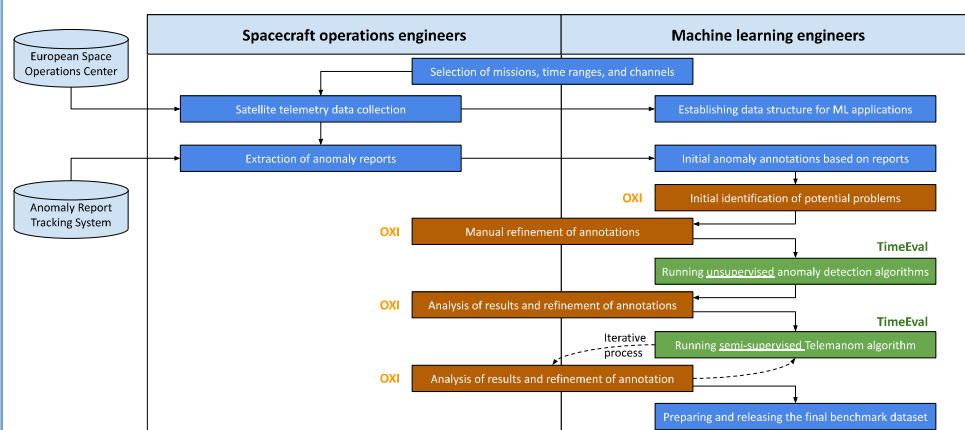 Spacecraft operations engineers
Machine learning engineers
European Space
Operations Center
Selection of missions, time ranges, and channels
Satellite telemetry data collection
Establishing data structure for ML applications
Extraction of anomaly reports
Initial anomaly annotations based on reports
Anomaly Report
Tracking System
OXI
Initial identification of potential problems
OXI
Manual refinement of annotations
TimeEval
Running unsupervised anomaly detection algorithms
OXI
Analysis of results and refinement of annotations
TimeEval
Iterative
process
Running semi-supervised Telemanom algorithm
OXI
Analysis of results and refinement of annotation
Preparing and releasing the final benchmark dataset